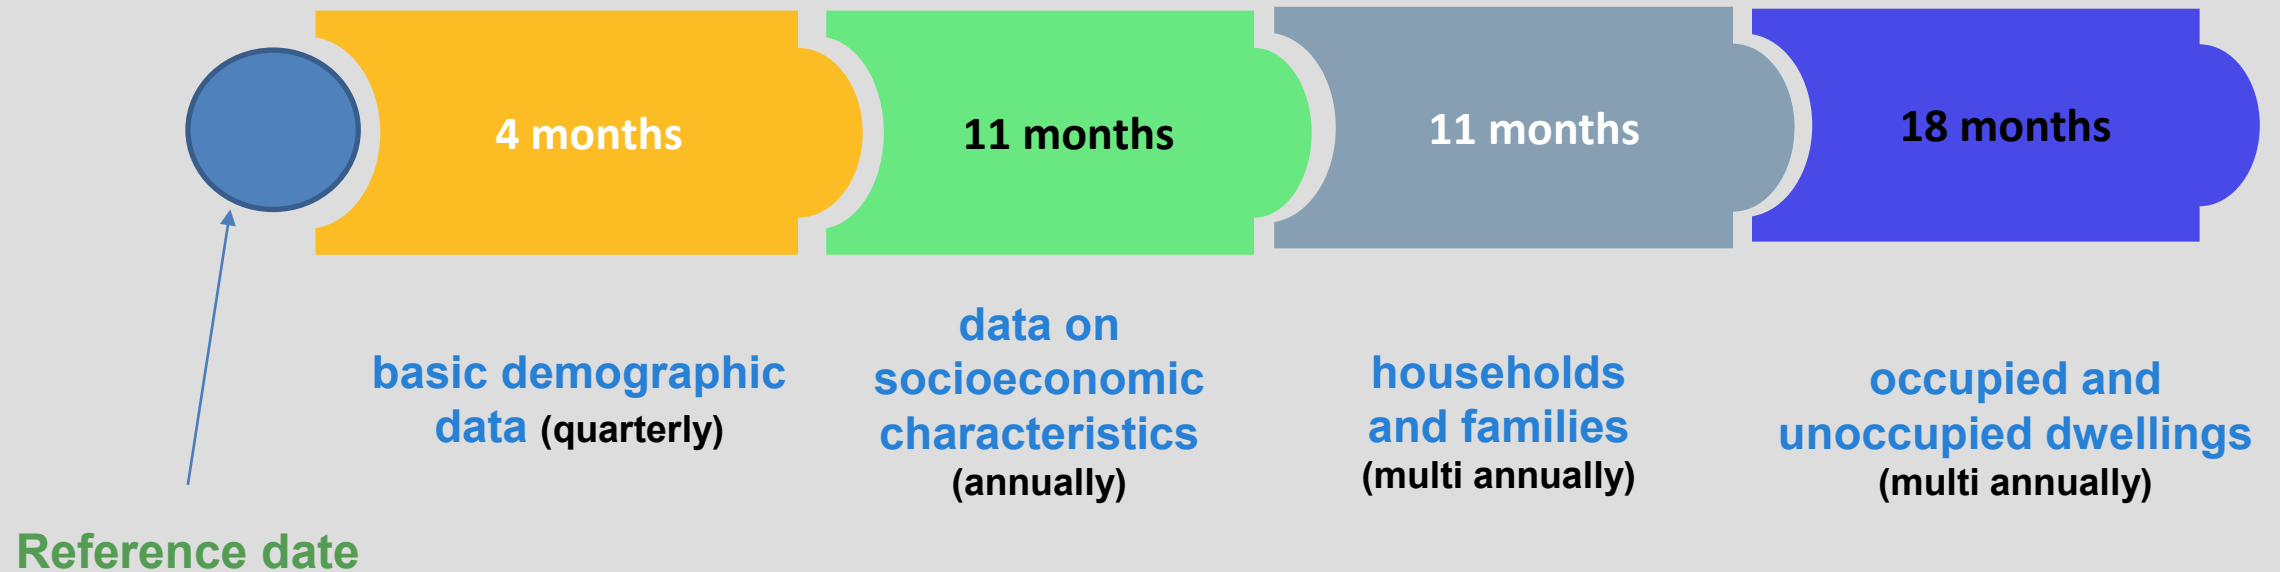 4 months
11 months
11 months
18 months
basic demographic
data (quarterly)
data on
socioeconomic
characteristics
(annually)
households
and families
(multi annually)
occupied and
unoccupied dwellings
(multi annually)
Reference date